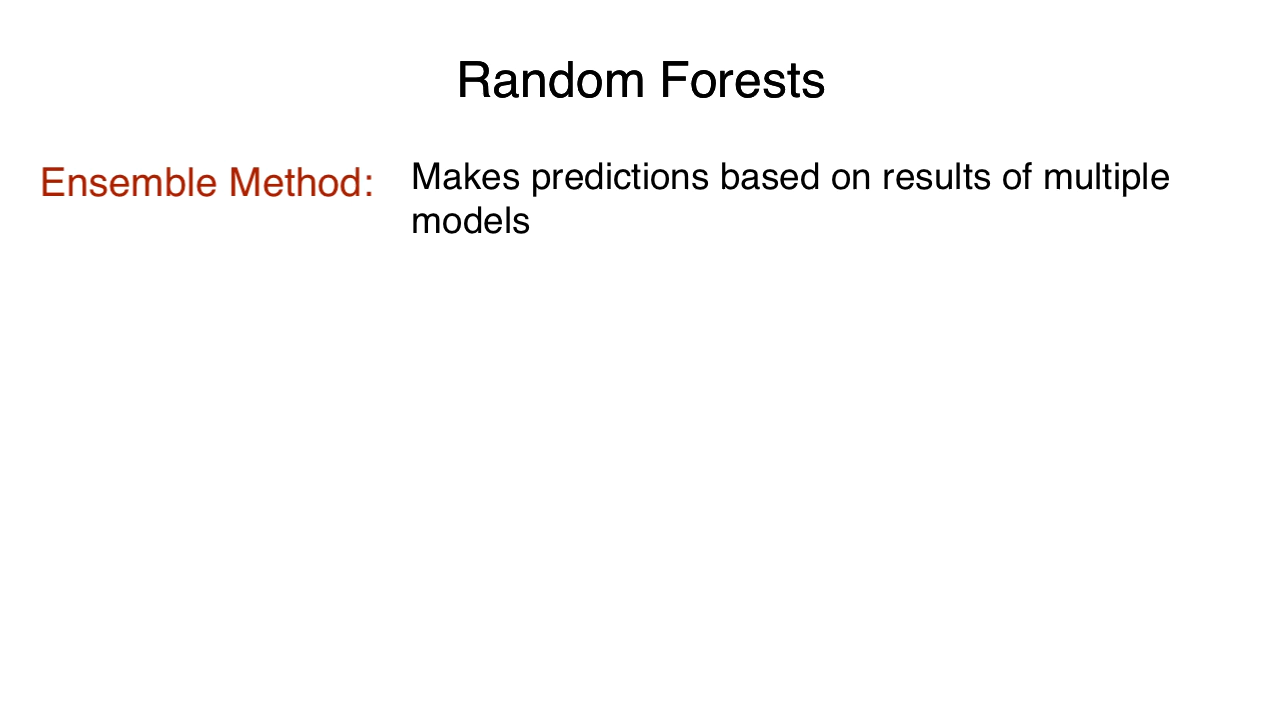 Random Forests
Ensemble Method: Makes predictions based on results of multiple
models